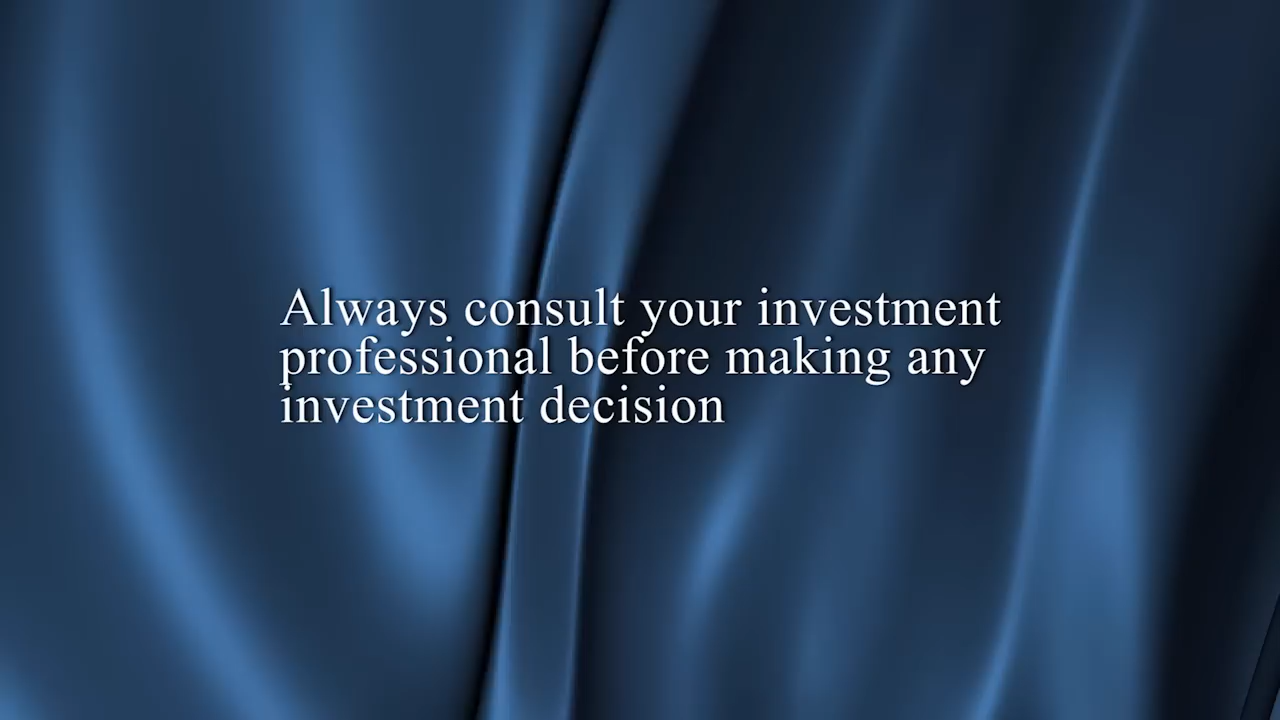 Always consult your investment
professional before making any
investment decision